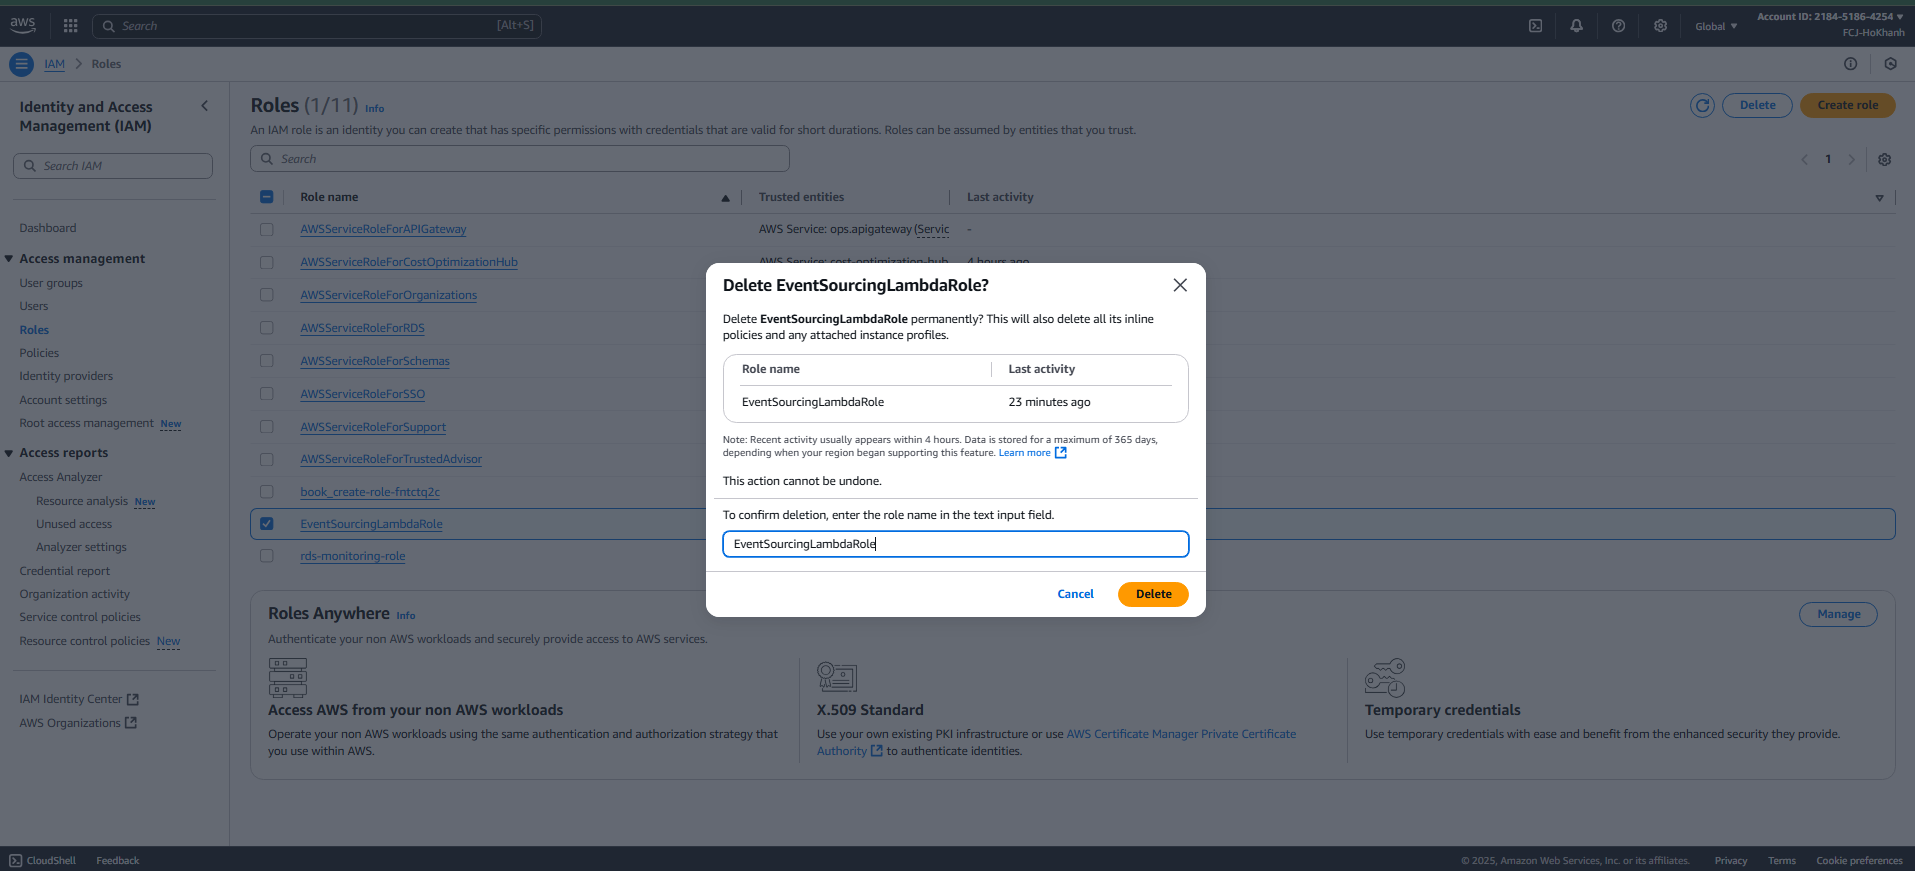 aws
Search
[Alt+S]
Global
Account ID: 2184-5186-4254
FCJ-HoKhanh
IAM
Roles
Identity and Access
Management (IAM)
Search IAM
Dashboard
Access management
User groups
Users
Roles
Policies
Identity providers
Account settings
Root access management New
Access reports
Access Analyzer
Resource analysis New
Unused access
Analyzer settings
Credential report
Organization activity
Service control policies
Resource control policies New
IAM Identity Center
AWS Organizations
Roles (1/11) Info
Delete
Create role
An IAM role is an identity you can create that has specific permissions with credentials that are valid for short durations. Roles can be assumed by entities that you trust.
Search
1
Role name
Trusted entities
Last activity
AWSServiceRoleForAPIGateway
AWS Service: ops.apigateway (Servic
-
AWSServiceRoleForCostOptimizationHub
AWS Service: cost-optimization-hub
4 hours ago
AWSServiceRoleForOrganizations
AWSServiceRoleForRDS
AWSServiceRoleForSchemas
AWSServiceRoleForSSO
AWSServiceRoleForSupport
AWSServiceRoleForTrustedAdvisor
book_create-role-fntctq2c
EventSourcingLambdaRole
rds-monitoring-role
Delete EventSourcingLambdaRole?
Delete EventSourcingLambdaRole permanently? This will also delete all its inline
policies and any attached instance profiles.
Role name
Last activity
EventSourcingLambdaRole
23 minutes ago
Note: Recent activity usually appears within 4 hours. Data is stored for a maximum of 365 days,
depending when your region began supporting this feature. Learn more
This action cannot be undone.
To confirm deletion, enter the role name in the text input field.
EventSourcingLambdaRole
Cancel
Delete
Roles Anywhere Info
Manage
Authenticate your non AWS workloads and securely provide access to AWS services.
Access AWS from your non AWS workloads
Operate your non AWS workloads using the same authentication and authorization strategy that
you use within AWS.
X.509 Standard
Use your own existing PKI infrastructure or use AWS Certificate Manager Private Certificate
Authority to authenticate identities.
Temporary credentials
Use temporary credentials with ease and benefit from the enhanced security they provide.
CloudShell
Feedback
© 2025, Amazon Web Services, Inc. or its affiliates.
Privacy
Terms
Cookie preferences